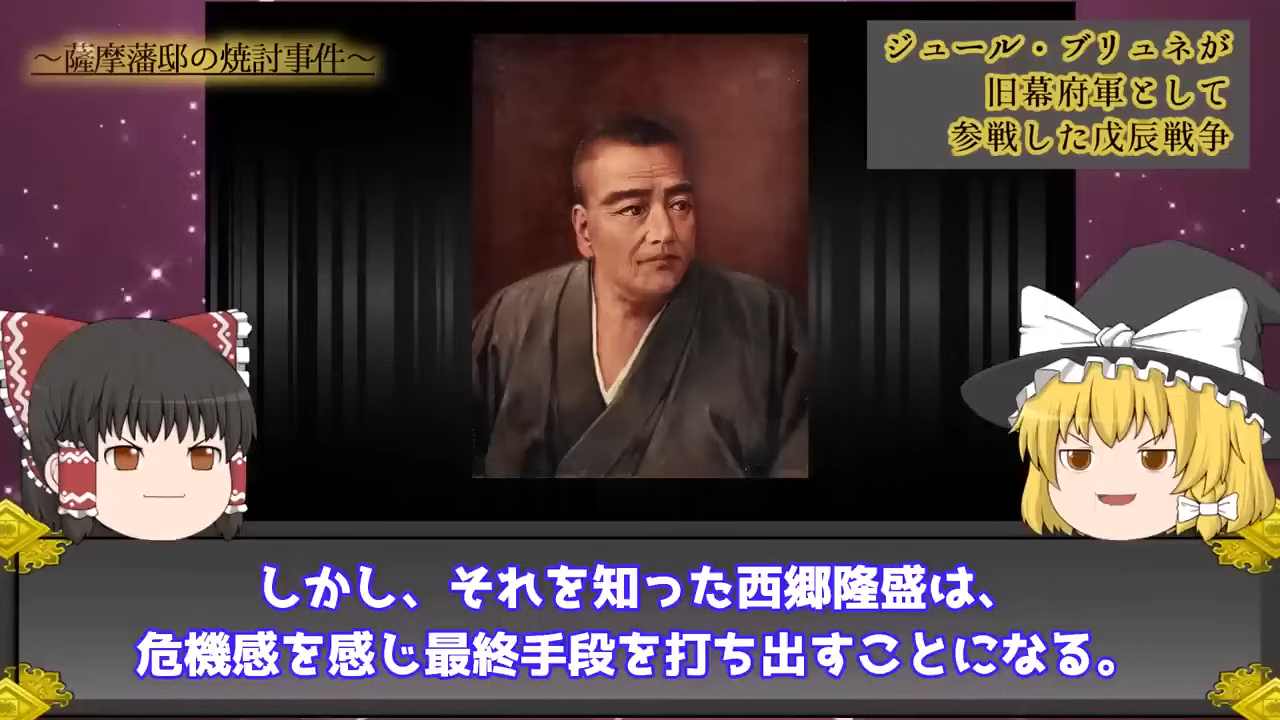 ～薩摩藩邸の焼討事件～
ジュール・ブリュネが
旧幕府軍として
参戦した戊辰戦争
しかし、それを知った西郷隆盛は、
危機感を感じ最終手段を打ち出すことになる。